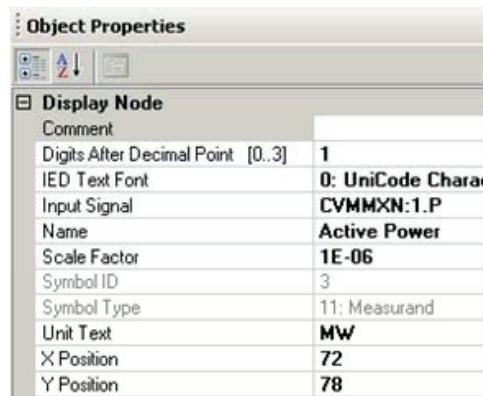 Object Properties
Display Node
Comment
Digits After Decimal Point [0..3] 1
IED Text Font 0: UniCode Charac
Input Signal CVMMXN:1.P
Name Active Power
Scale Factor 1E-06
Symbol ID 3
Symbol Type 11: Measurand
Unit Text MW
X Position 72
Y Position 78